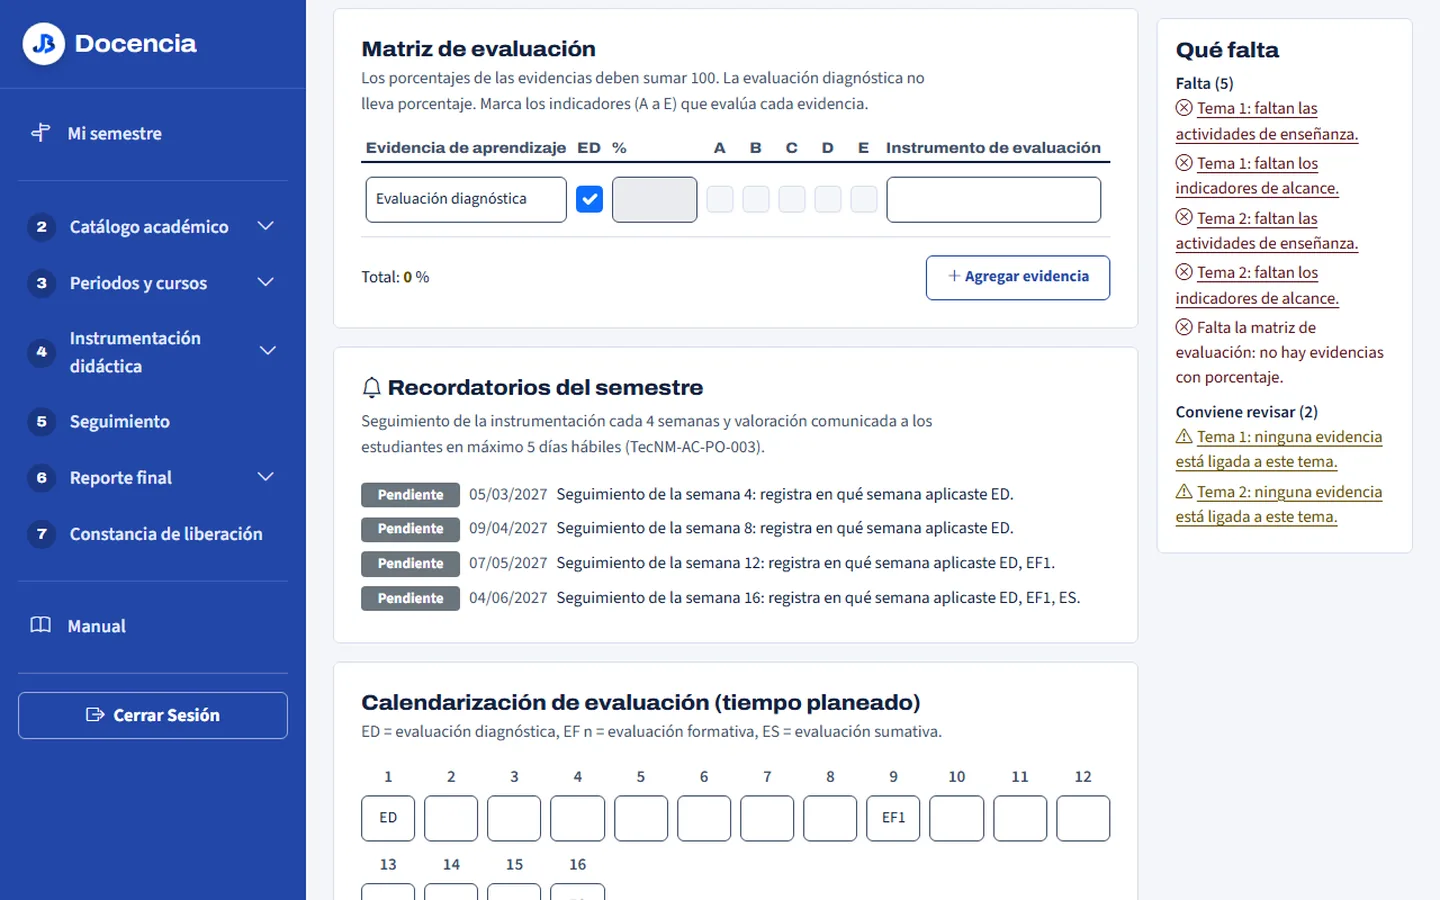 JB Docencia
Mi semestre
2 Catálogo académico
3 Periodos y cursos
4 Instrumentación
didáctica
5 Seguimiento
6 Reporte final
7 Constancia de liberación
Manual
Cerrar Sesión
Matriz de evaluación
Los porcentajes de las evidencias deben sumar 100. La evaluación diagnóstica no
lleva porcentaje. Marca los indicadores (A a E) que evalúa cada evidencia.
Evidencia de aprendizaje ED % A B C D E Instrumento de evaluación
Evaluación diagnóstica
Total: 0 %
+ Agregar evidencia
Recordatorios del semestre
Seguimiento de la instrumentación cada 4 semanas y valoración comunicada a los
estudiantes en máximo 5 días hábiles (TecNM-AC-PO-003).
Pendiente 05/03/2027 Seguimiento de la semana 4: registra en qué semana aplicaste ED.
Pendiente 09/04/2027 Seguimiento de la semana 8: registra en qué semana aplicaste ED.
Pendiente 07/05/2027 Seguimiento de la semana 12: registra en qué semana aplicaste ED, EF1.
Pendiente 04/06/2027 Seguimiento de la semana 16: registra en qué semana aplicaste ED, EF1, ES.
Calendarización de evaluación (tiempo planeado)
ED = evaluación diagnóstica, EF n = evaluación formativa, ES = evaluación sumativa.
1 2 3 4 5 6 7 8 9 10 11 12
ED EF1
13 14 15 16
Qué falta
Falta (5)
Tema 1: faltan las
actividades de enseñanza.
Tema 1: faltan los
indicadores de alcance.
Tema 2: faltan las
actividades de enseñanza.
Tema 2: faltan los
indicadores de alcance.
Falta la matriz de
evaluación: no hay evidencias
con porcentaje.
Conviene revisar (2)
Tema 1: ninguna evidencia
está ligada a este tema.
Tema 2: ninguna evidencia
está ligada a este tema.